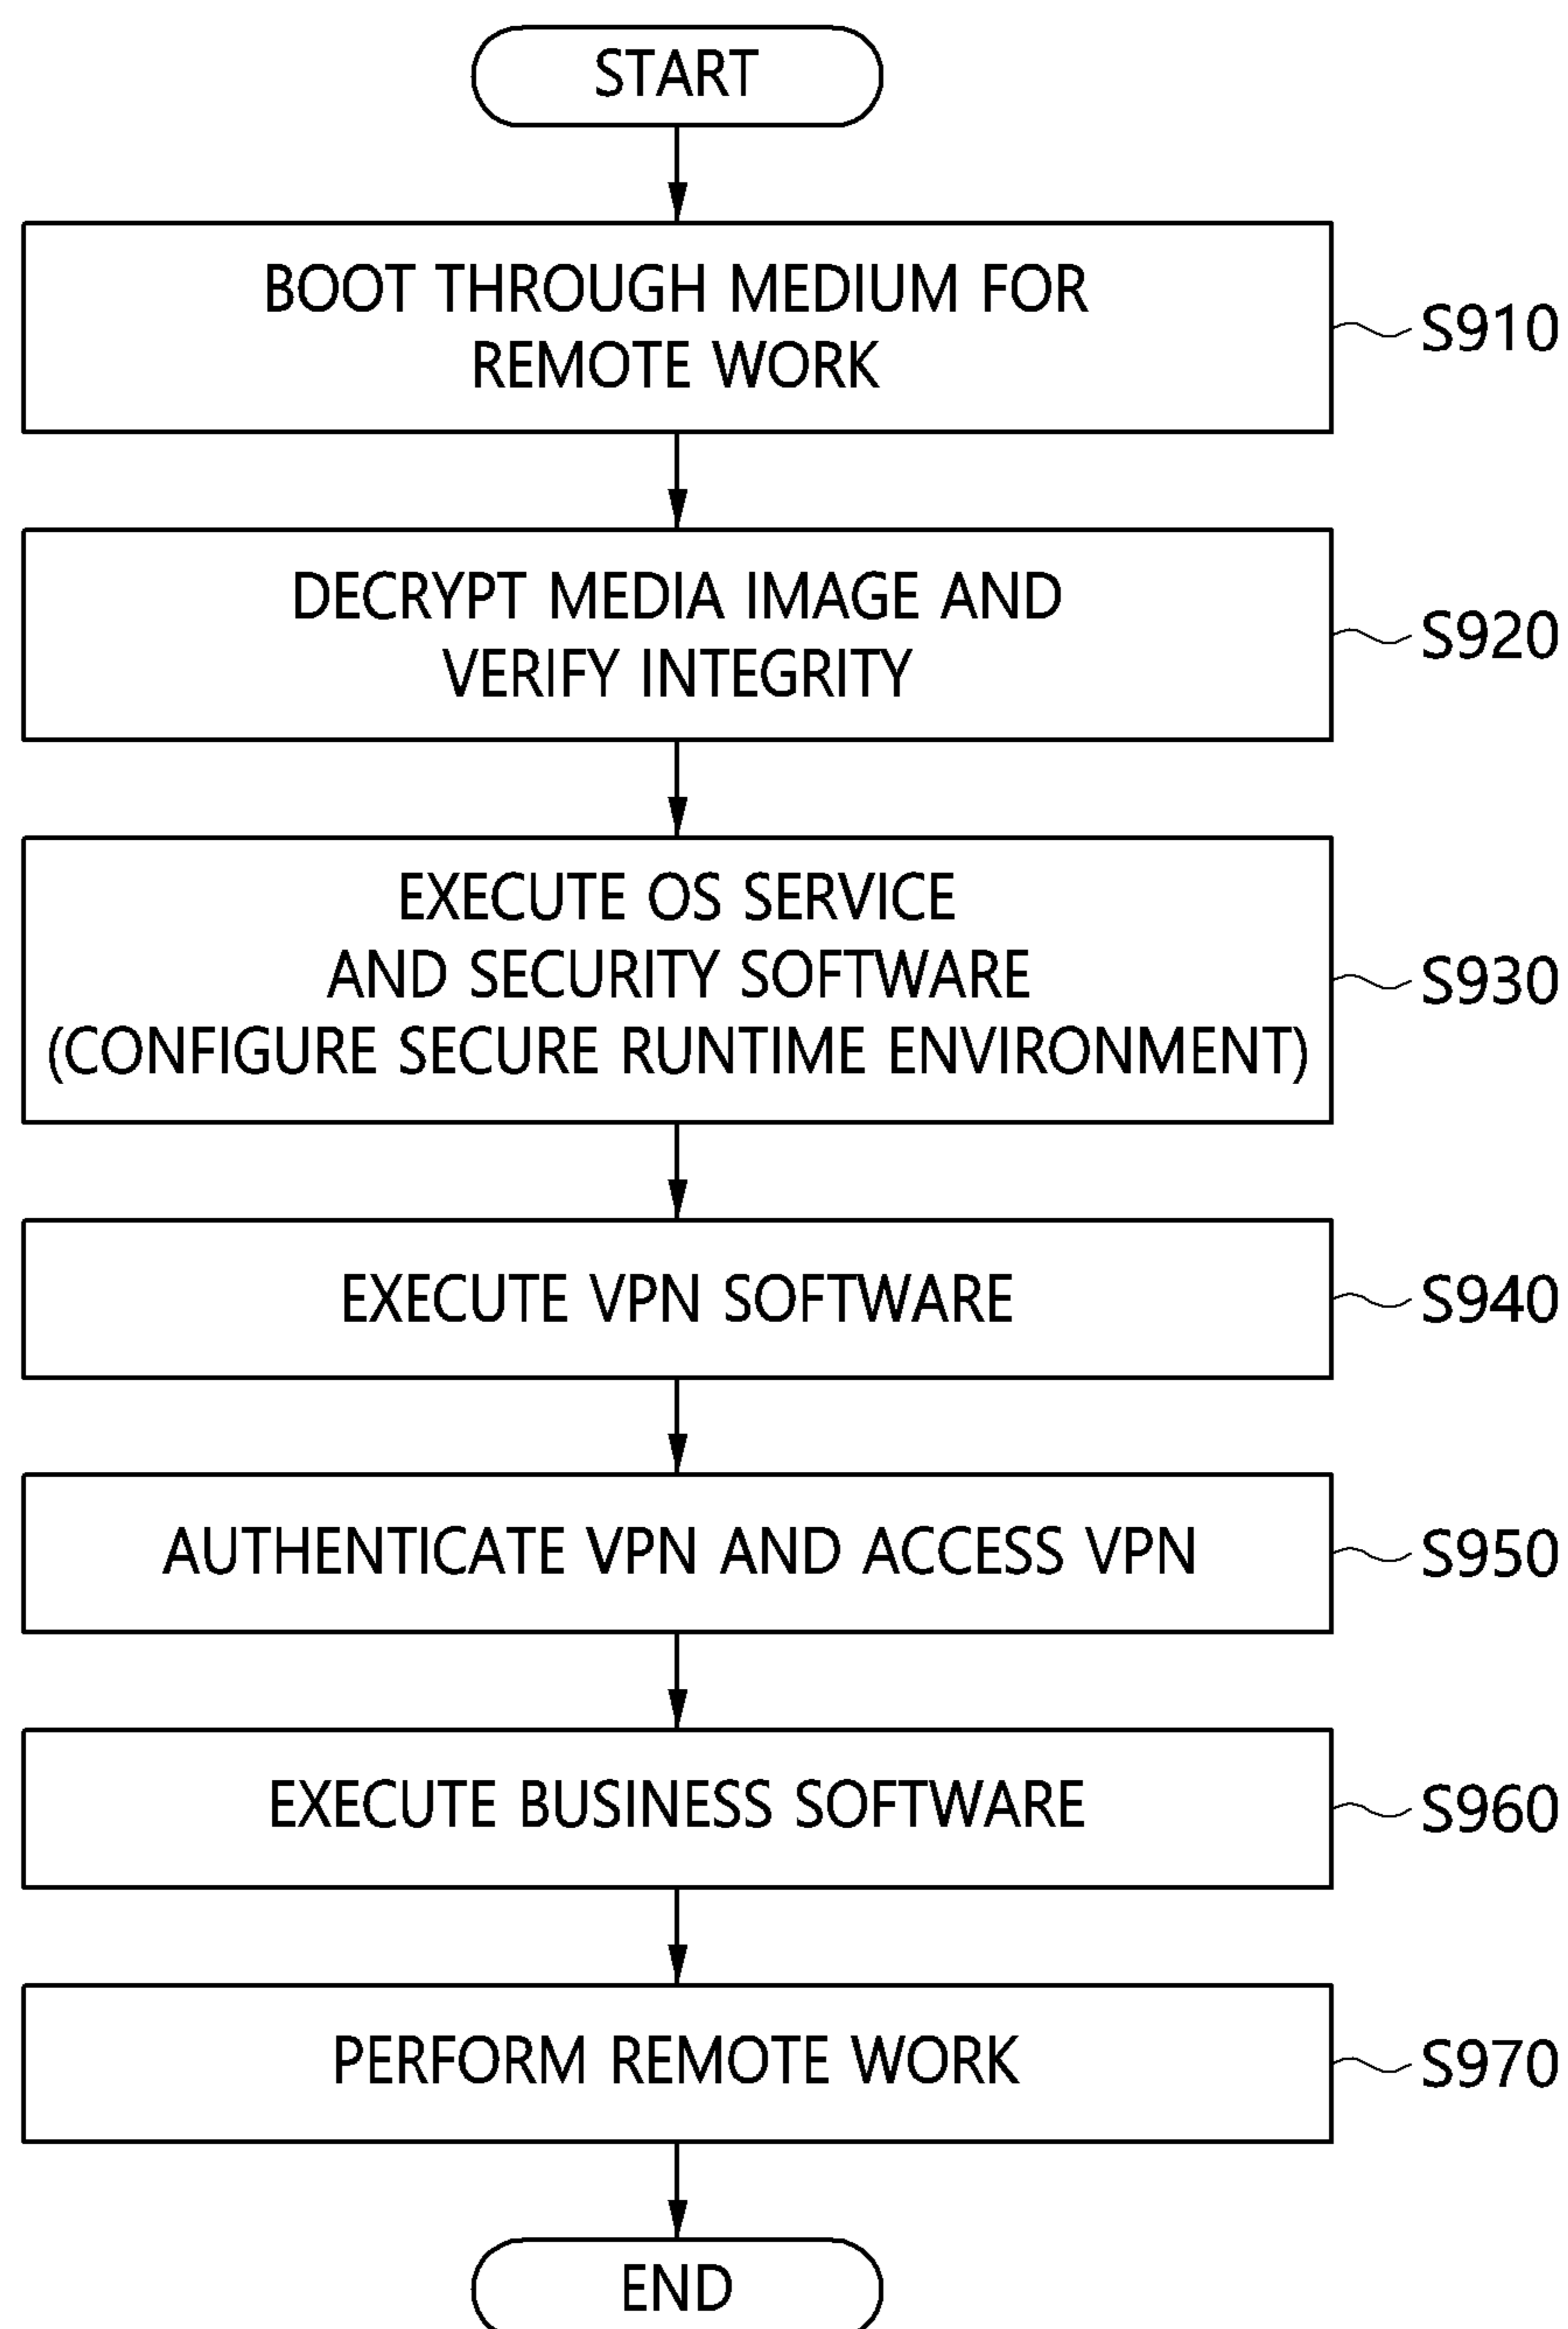 START
BOOT THROUGH MEDIUM FOR
REMOTE WORK
S910
DECRYPT MEDIA IMAGE AND
VERIFY INTEGRITY
S920
EXECUTE OS SERVICE
AND SECURITY SOFTWARE
(CONFIGURE SECURE RUNTIME ENVIRONMENT)
S930
EXECUTE VPN SOFTWARE
S940
AUTHENTICATE VPN AND ACCESS VPN
S950
EXECUTE BUSINESS SOFTWARE
S960
PERFORM REMOTE WORK
S970
END